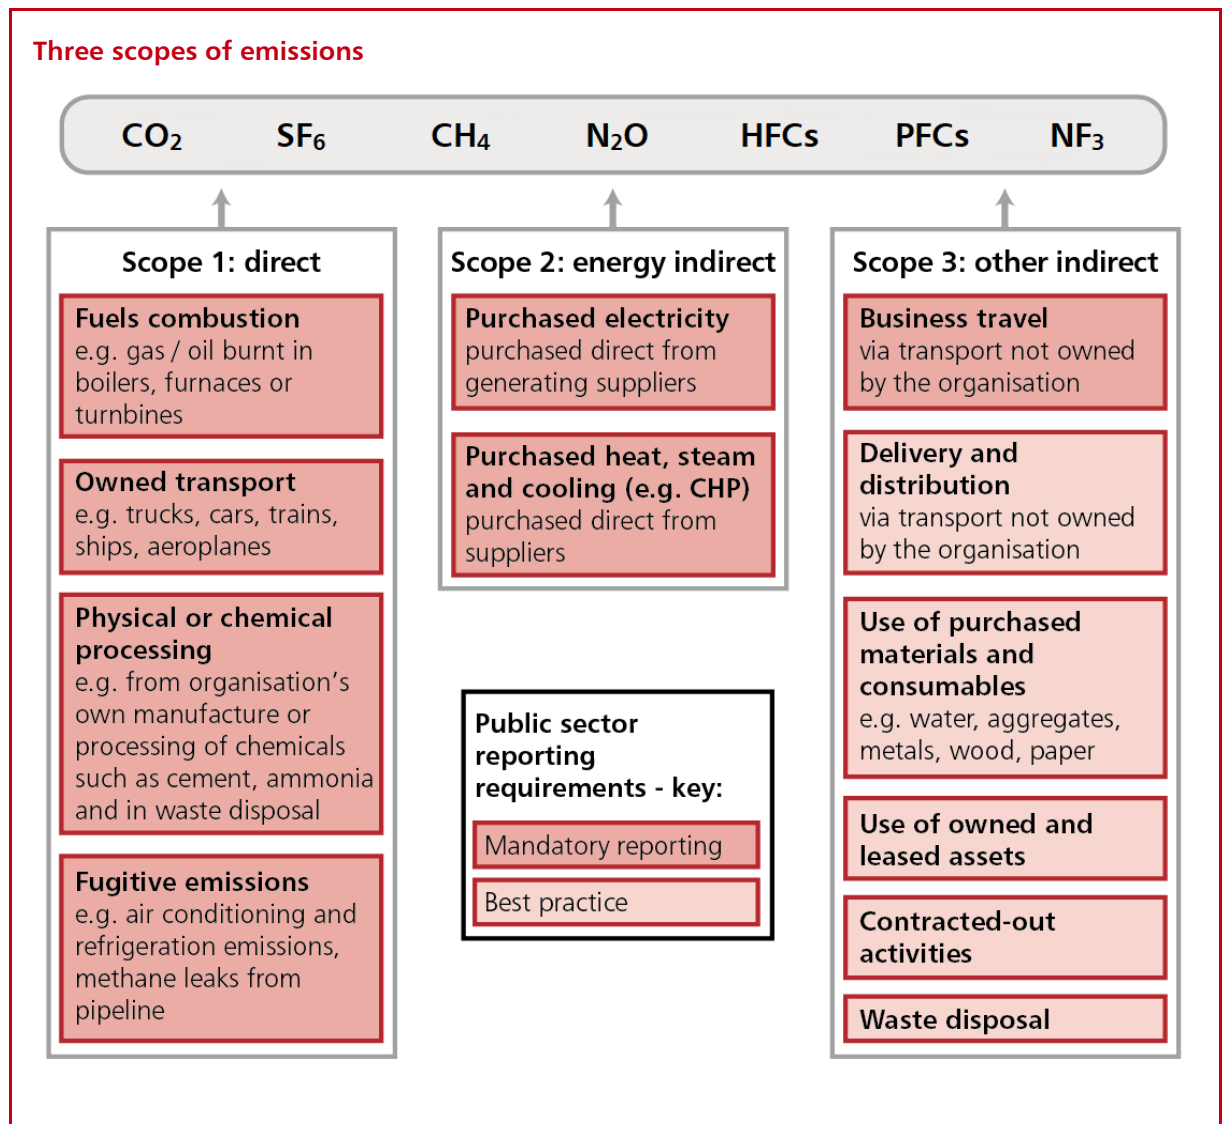 Three scopes of emissions
CO₂ SF₆ CH₄ N₂O HFCs PFCs NF₃
Scope 1: direct
Fuels combustion
e.g. gas / oil burnt in
boilers, furnaces or
turnbines
Owned transport
e.g. trucks, cars, trains,
ships, aeroplanes
Physical or chemical
processing
e.g. from organisation’s
own manufacture or
processing of chemicals
such as cement, ammonia
and in waste disposal
Fugitive emissions
e.g. air conditioning and
refrigeration emissions,
methane leaks from
pipeline
Scope 2: energy indirect
Purchased electricity
purchased direct from
generating suppliers
Purchased heat, steam
and cooling (e.g. CHP)
purchased direct from
suppliers
Public sector
reporting
requirements - key:
Mandatory reporting
Best practice
Scope 3: other indirect
Business travel
via transport not owned
by the organisation
Delivery and
distribution
via transport not owned
by the organisation
Use of purchased
materials and
consumables
e.g. water, aggregates,
metals, wood, paper
Use of owned and
leased assets
Contracted-out
activities
Waste disposal